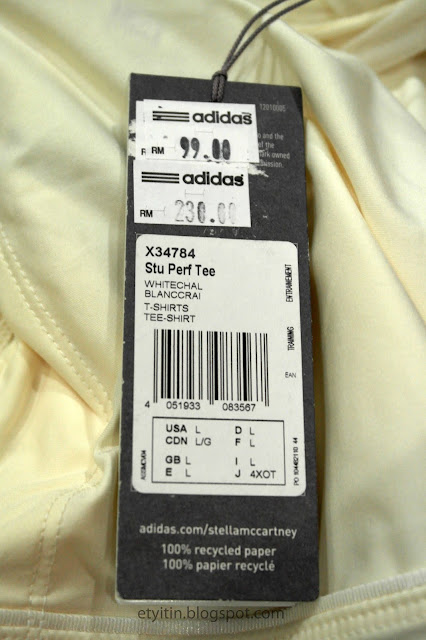 12010005
adidas
RM 99.00
adidas
RM 230.00
X34784
Stu Perf Tee
WHITECHAL
BLANCCRAI
T-SHIRTS
TEE-SHIRT
ENTRAINEMENT
TRAINING
EAN
4 051933 083567
USA L D L
CDN L/G F L
GB L I L
E L J 4XOT
adidas.com/stellamccartney
100% recycled paper
100% papier recyclé
etyitin.blogspot.com